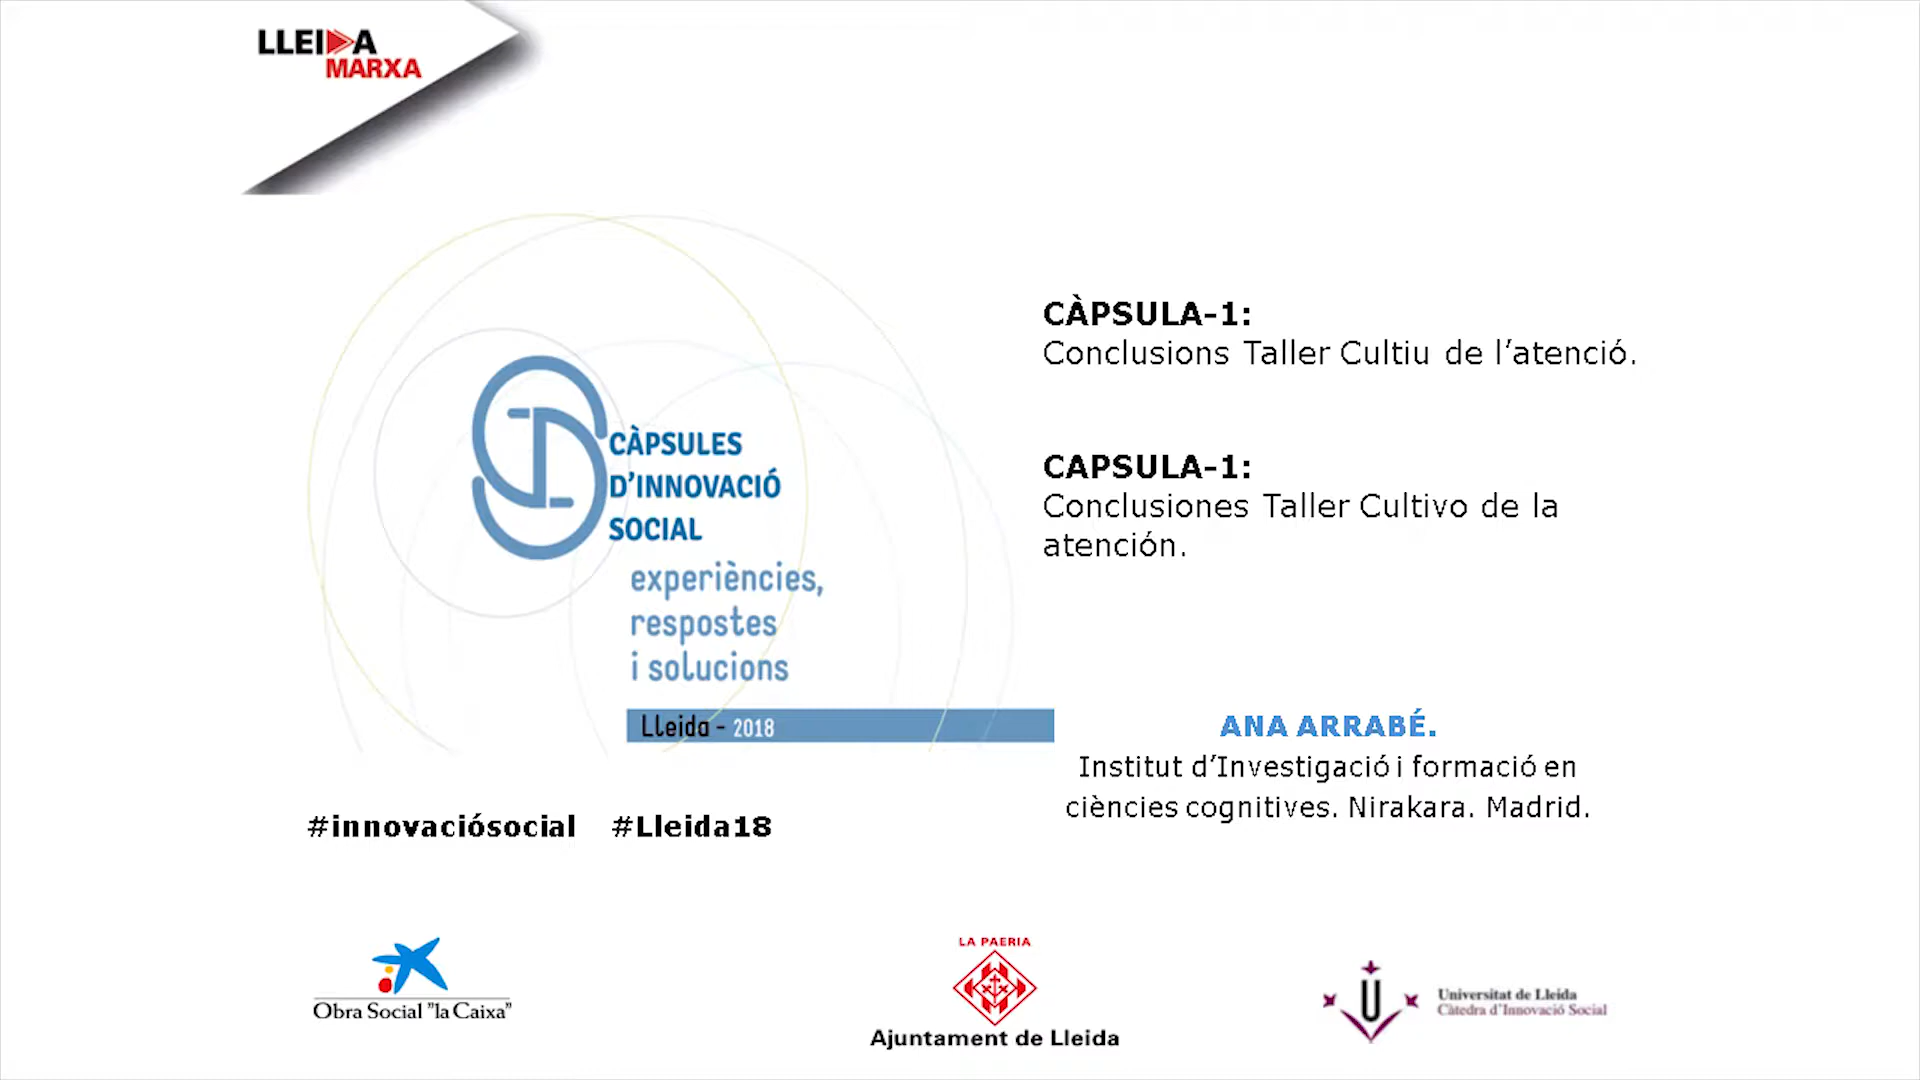 LLEIDA
MARXA
CÀPSULES
D'INNOVACIÓ
SOCIAL
experiències,
respostes
i solucions
Lleida - 2018
#innovaciósocial #Lleida18
CÀPSULA-1:
Conclusions Taller Cultiu de l'atenció.
CAPSULA-1:
Conclusiones Taller Cultivo de la
atención.
ANA ARRABÉ.
Institut d'Investigació i formació en
ciències cognitives. Nirakara. Madrid.
Obra Social "la Caixa"
LA PAERIA
Ajuntament de Lleida
Universitat de Lleida
Càtedra d'Innovació Social